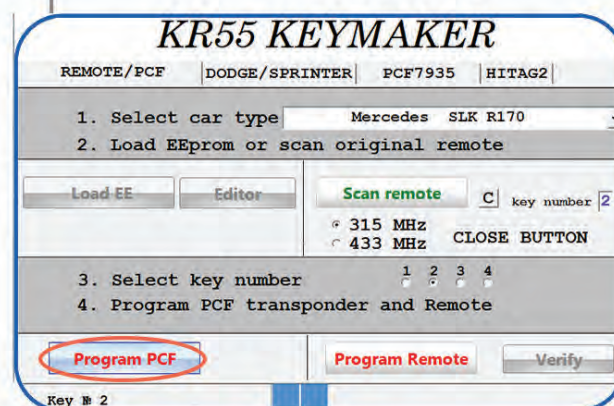 KR55 KEYMAKER
REMOTE/PCF DODGE/SPRINTER PCF7935 HITAG2
1. Select car type Mercedes SLK R170
2. Load EEprom or scan original remote
Load EE Editor Scan remote C key number 2
315 MHz
433 MHz CLOSE BUTTON
1 2 3 4
3. Select key number
4. Program PCF transponder and Remote
Program PCF Program Remote Verify
Key № 2